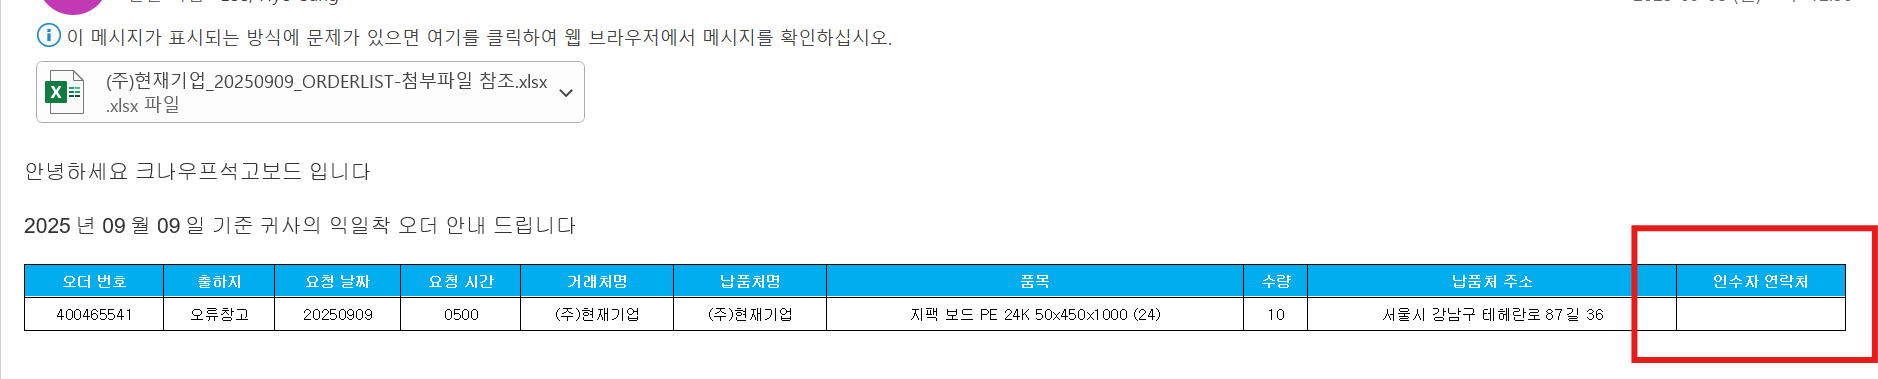 이 메시지가 표시되는 방식에 문제가 있으면 여기를 클릭하여 웹 브라우저에서 메시지를 확인하십시오.
(주)현재기업_20250909_ORDERLIST-첨부파일 참조.xlsx
.xlsx 파일
안녕하세요 크나우프석고보드 입니다
2025 년 09 월 09 일 기준 귀사의 익일착 오더 안내 드립니다
오더 번호 출하지 요청 날짜 요청 시간 거래처명 납품처명 품목 수량 납품처 주소 인수자 연락처
400465541 오류창고 20250909 0500 (주)현재기업 (주)현재기업 지팩 보드 PE 24K 50x450x1000 (24) 10 서울시 강남구 테헤란로 87길 36